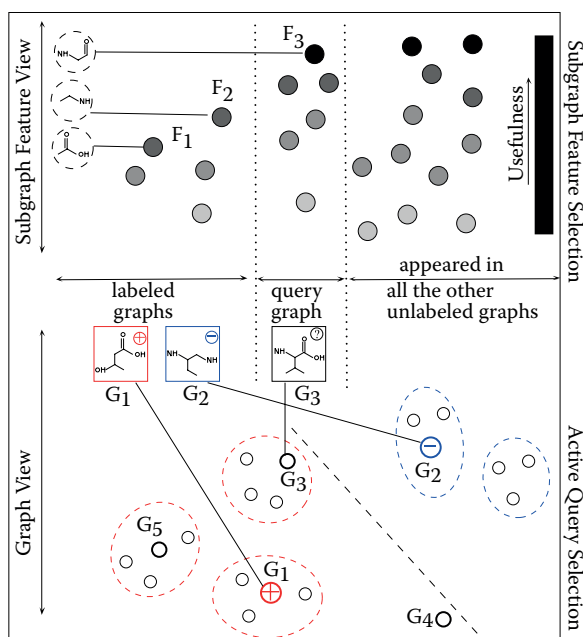 Subgraph Feature View
NH
O
NH
O
OH
F3
F2
F1
Usefulness
Subgraph Feature Selection
labeled
graphs
query
graph
appeared in
all the other
unlabeled graphs
+
O
OH
HO
−
NH
NH2
?
O
NH
OH
G1
G2
G3
Graph View
G3
G2
G5
G1
+
−
G4
Active Query Selection